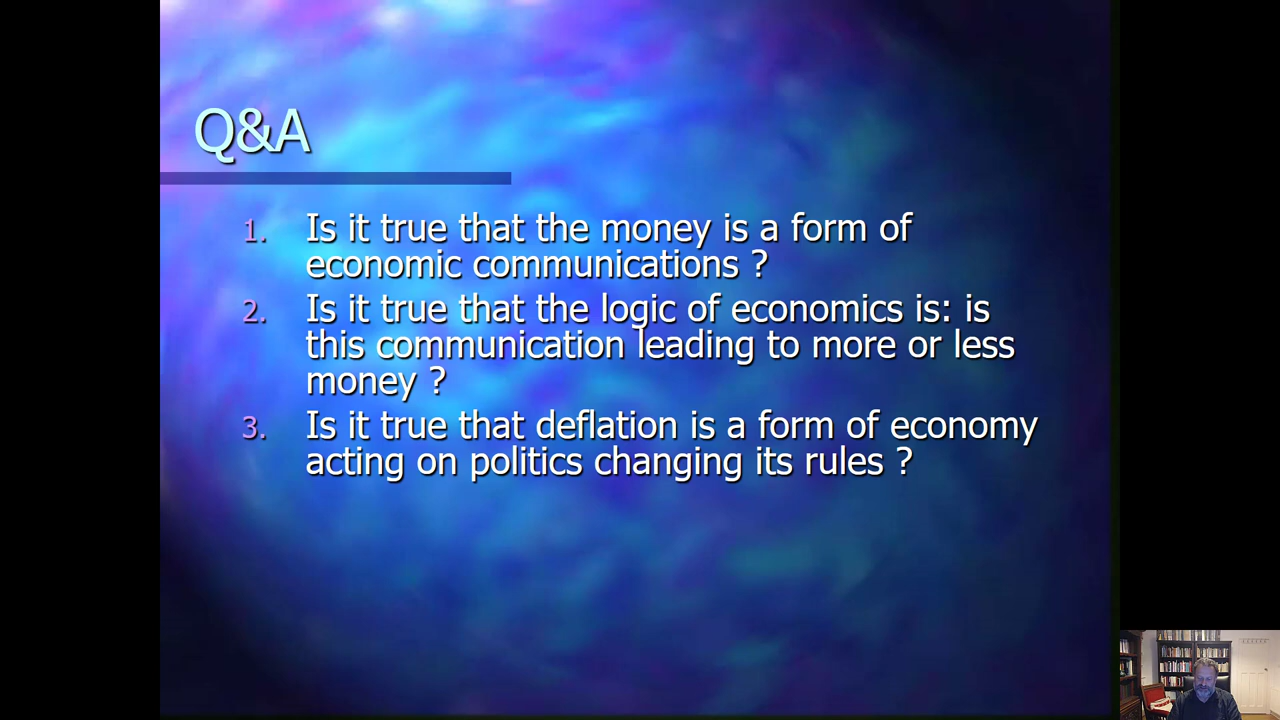 Q&A
1. Is it true that the money is a form of
economic communications ?
2. Is it true that the logic of economics is: is
this communication leading to more or less
money ?
3. Is it true that deflation is a form of economy
acting on politics changing its rules ?